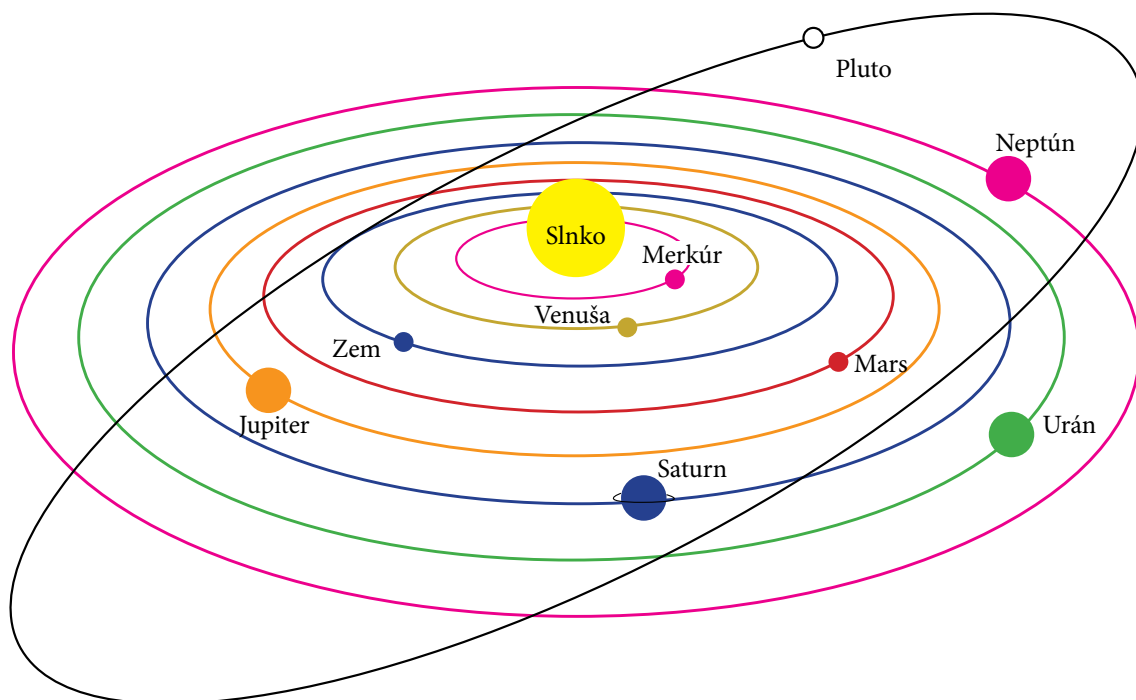 Pluto
Neptún
Slnko
Merkúr
Venuša
Zem
Mars
Jupiter
Urán
Saturn